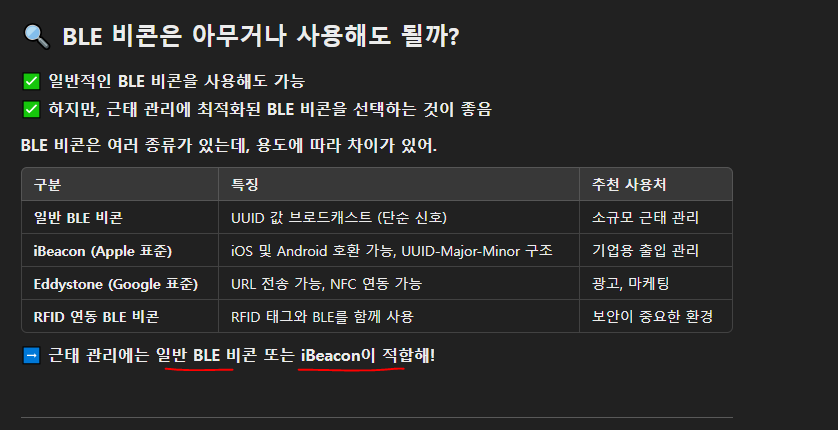 🔍 BLE 비콘은 아무거나 사용해도 될까?
✅ 일반적인 BLE 비콘을 사용해도 가능
✅ 하지만, 근태 관리에 최적화된 BLE 비콘을 선택하는 것이 좋음
BLE 비콘은 여러 종류가 있는데, 용도에 따라 차이가 있어.
구분 특징 추천 사용처
일반 BLE 비콘 UUID 값 브로드캐스트 (단순 신호) 소규모 근태 관리
iBeacon (Apple 표준) iOS 및 Android 호환 가능, UUID-Major-Minor 구조 기업용 출입 관리
Eddystone (Google 표준) URL 전송 가능, NFC 연동 가능 광고, 마케팅
RFID 연동 BLE 비콘 RFID 태그와 BLE를 함께 사용 보안이 중요한 환경
➡ 근태 관리에는 일반 BLE 비콘 또는 iBeacon이 적합해!